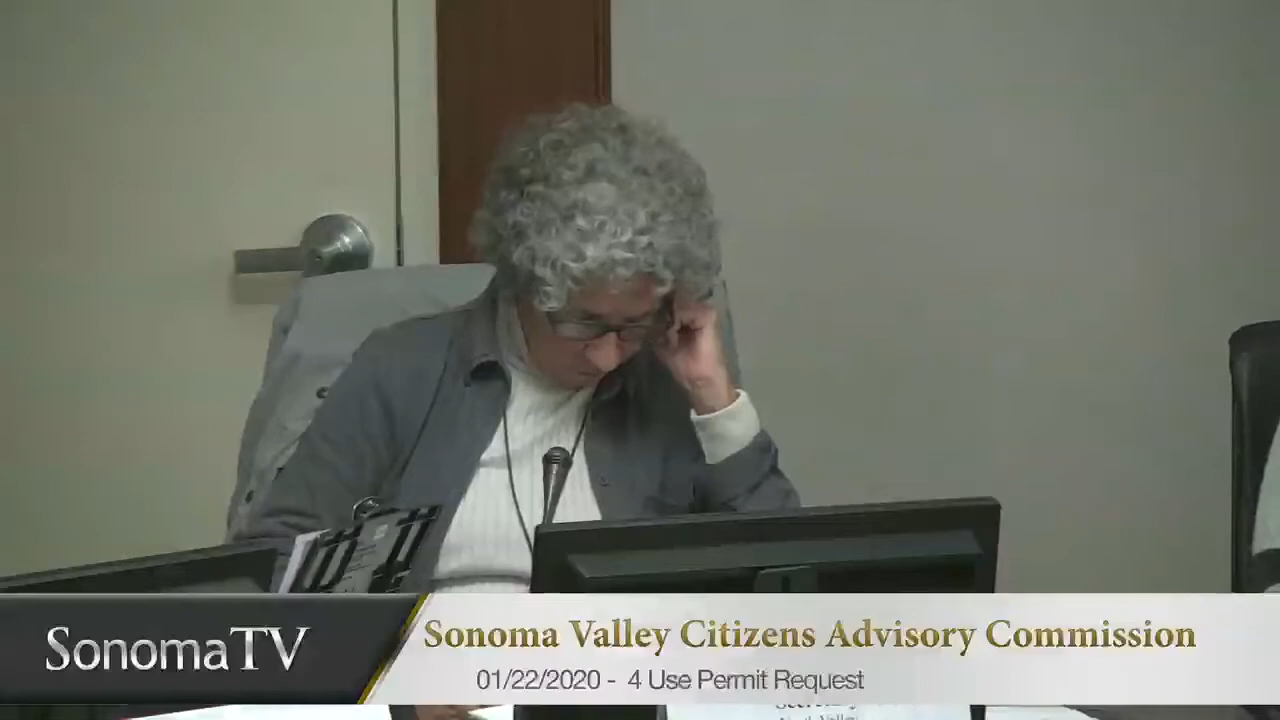 SonomaTV
Sonoma Valley Citizens Advisory Commission
01/22/2020 - 4 Use Permit Request